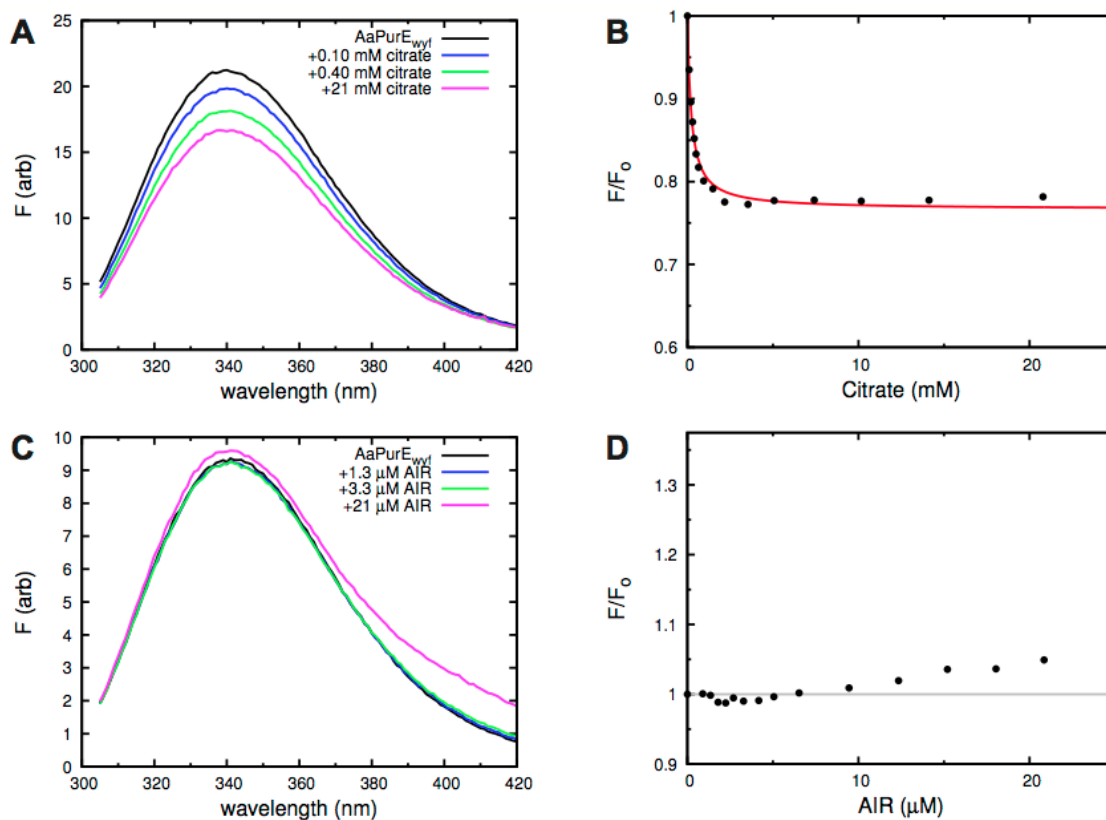 A
AaPurEwyf
+0.10 mM citrate
+0.40 mM citrate
+21 mM citrate
25
20
15
10
5
0
F (arb)
300 320 340 360 380 400 420
wavelength (nm)
B
1
0.9
0.8
0.7
0.6
F/Fo
0 10 20
Citrate (mM)
C
AaPurEwyf
+1.3 μM AIR
+3.3 μM AIR
+21 μM AIR
10
9
8
7
6
5
4
3
2
1
0
F (arb)
300 320 340 360 380 400 420
wavelength (nm)
D
1.3
1.2
1.1
1
0.9
F/Fo
0 10 20
AIR (μM)